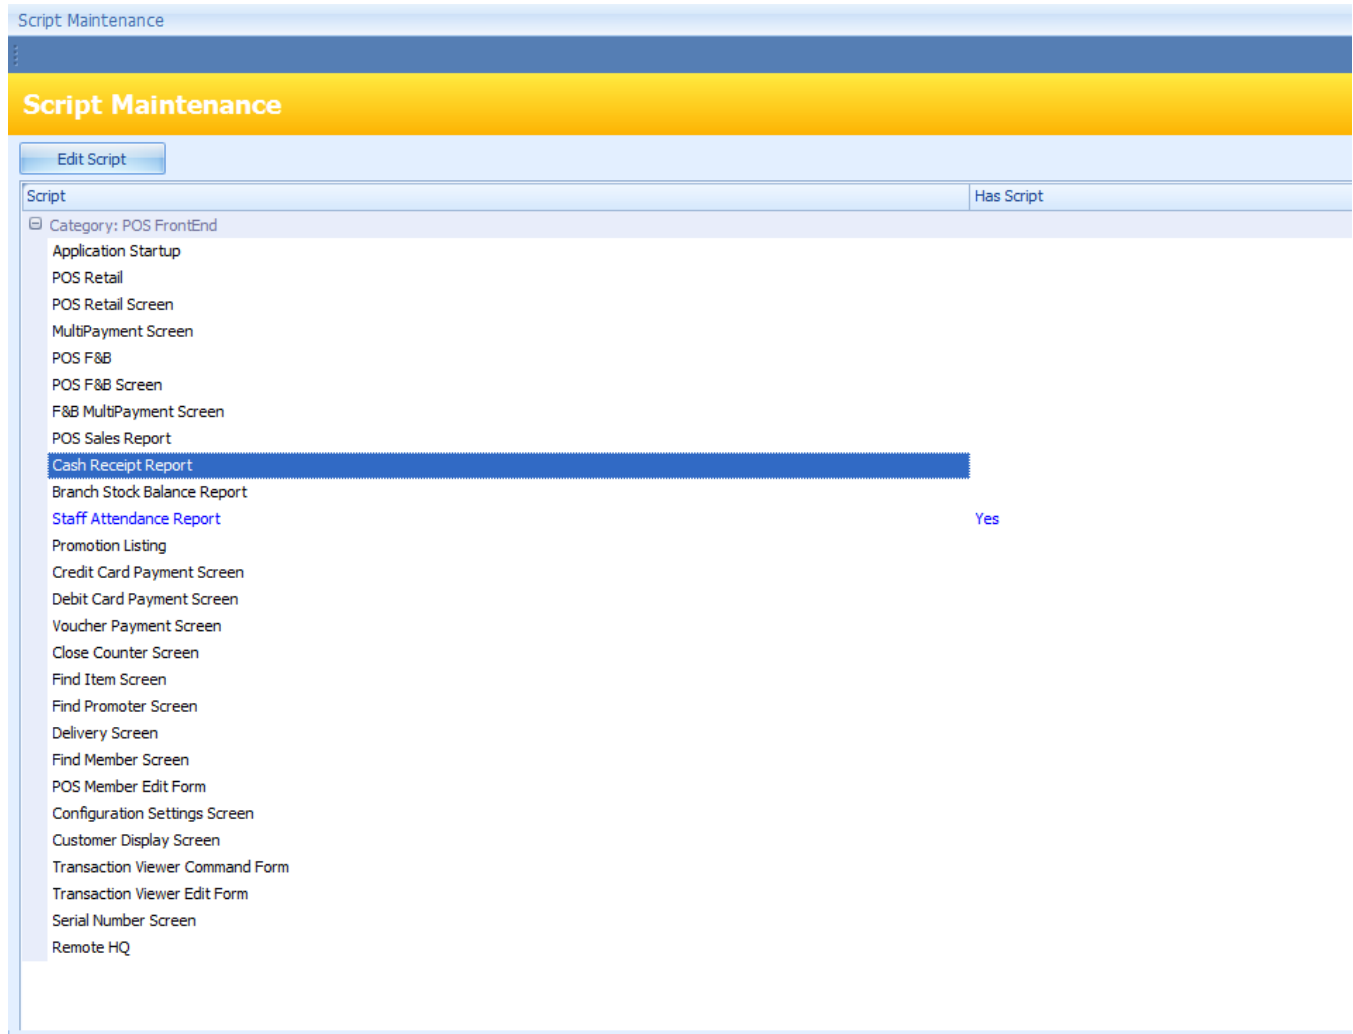 Script Maintenance
Script Maintenance
Edit Script
Script Has Script
Category: POS FrontEnd
Application Startup
POS Retail
POS Retail Screen
MultiPayment Screen
POS F&B
POS F&B Screen
F&B MultiPayment Screen
POS Sales Report
Cash Receipt Report
Branch Stock Balance Report
Staff Attendance Report Yes
Promotion Listing
Credit Card Payment Screen
Debit Card Payment Screen
Voucher Payment Screen
Close Counter Screen
Find Item Screen
Find Promoter Screen
Delivery Screen
Find Member Screen
POS Member Edit Form
Configuration Settings Screen
Customer Display Screen
Transaction Viewer Command Form
Transaction Viewer Edit Form
Serial Number Screen
Remote HQ